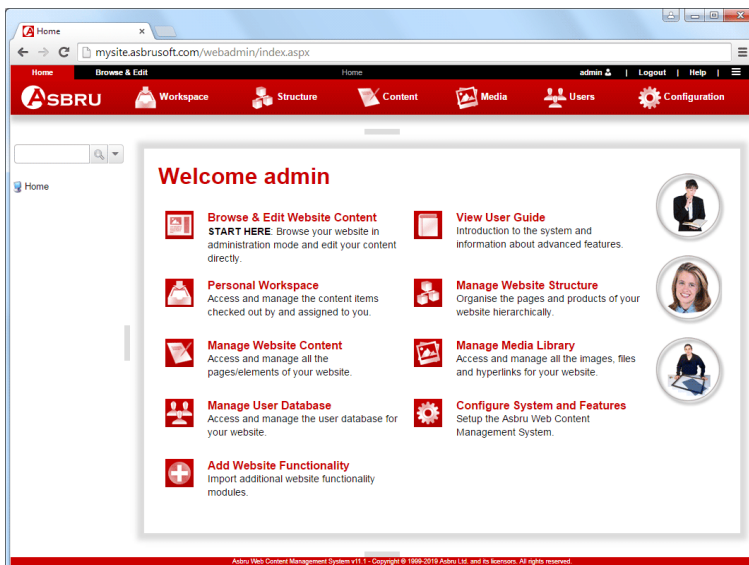 Home
mysite.asbrusoft.com/webadmin/index.aspx
Home Browse & Edit Home admin | Logout | Help |
ASBRU Workspace Structure Content Media Users Configuration
Home
Welcome admin
Browse & Edit Website Content
START HERE: Browse your website in
administration mode and edit your content
directly.
View User Guide
Introduction to the system and
information about advanced features.
Personal Workspace
Access and manage the content items
checked out by and assigned to you.
Manage Website Structure
Organise the pages and products of your
website hierarchically.
Manage Website Content
Access and manage all the
pages/elements of your website.
Manage Media Library
Access and manage all the images, files
and hyperlinks for your website.
Manage User Database
Access and manage the user database for
your website.
Configure System and Features
Setup the Asbru Web Content
Management System.
Add Website Functionality
Import additional website functionality
modules.
Asbru Web Content Management System v11.1 - Copyright © 1999-2019 Asbru Ltd. and its licensors. All rights reserved.